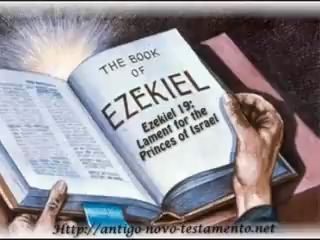 THE BOOK
OF
EZEKIEL
Ezekiel 19:
Lament for the
Princes of Israel
Http://antigo-novo-testamento.net